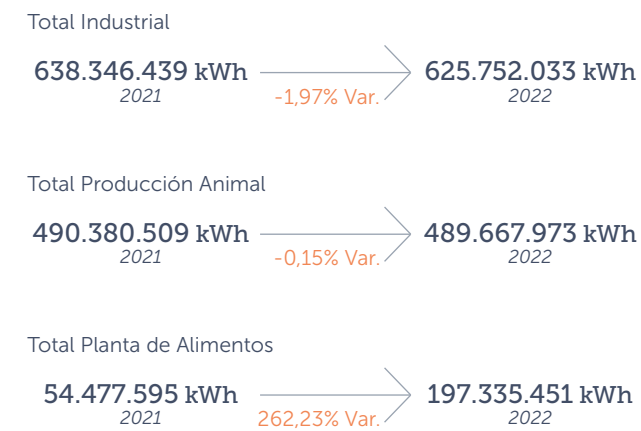 Total Industrial
638.346.439 kWh
2021
-1,97% Var.
625.752.033 kWh
2022
Total Producción Animal
490.380.509 kWh
2021
-0,15% Var.
489.667.973 kWh
2022
Total Planta de Alimentos
54.477.595 kWh
2021
262,23% Var.
197.335.451 kWh
2022